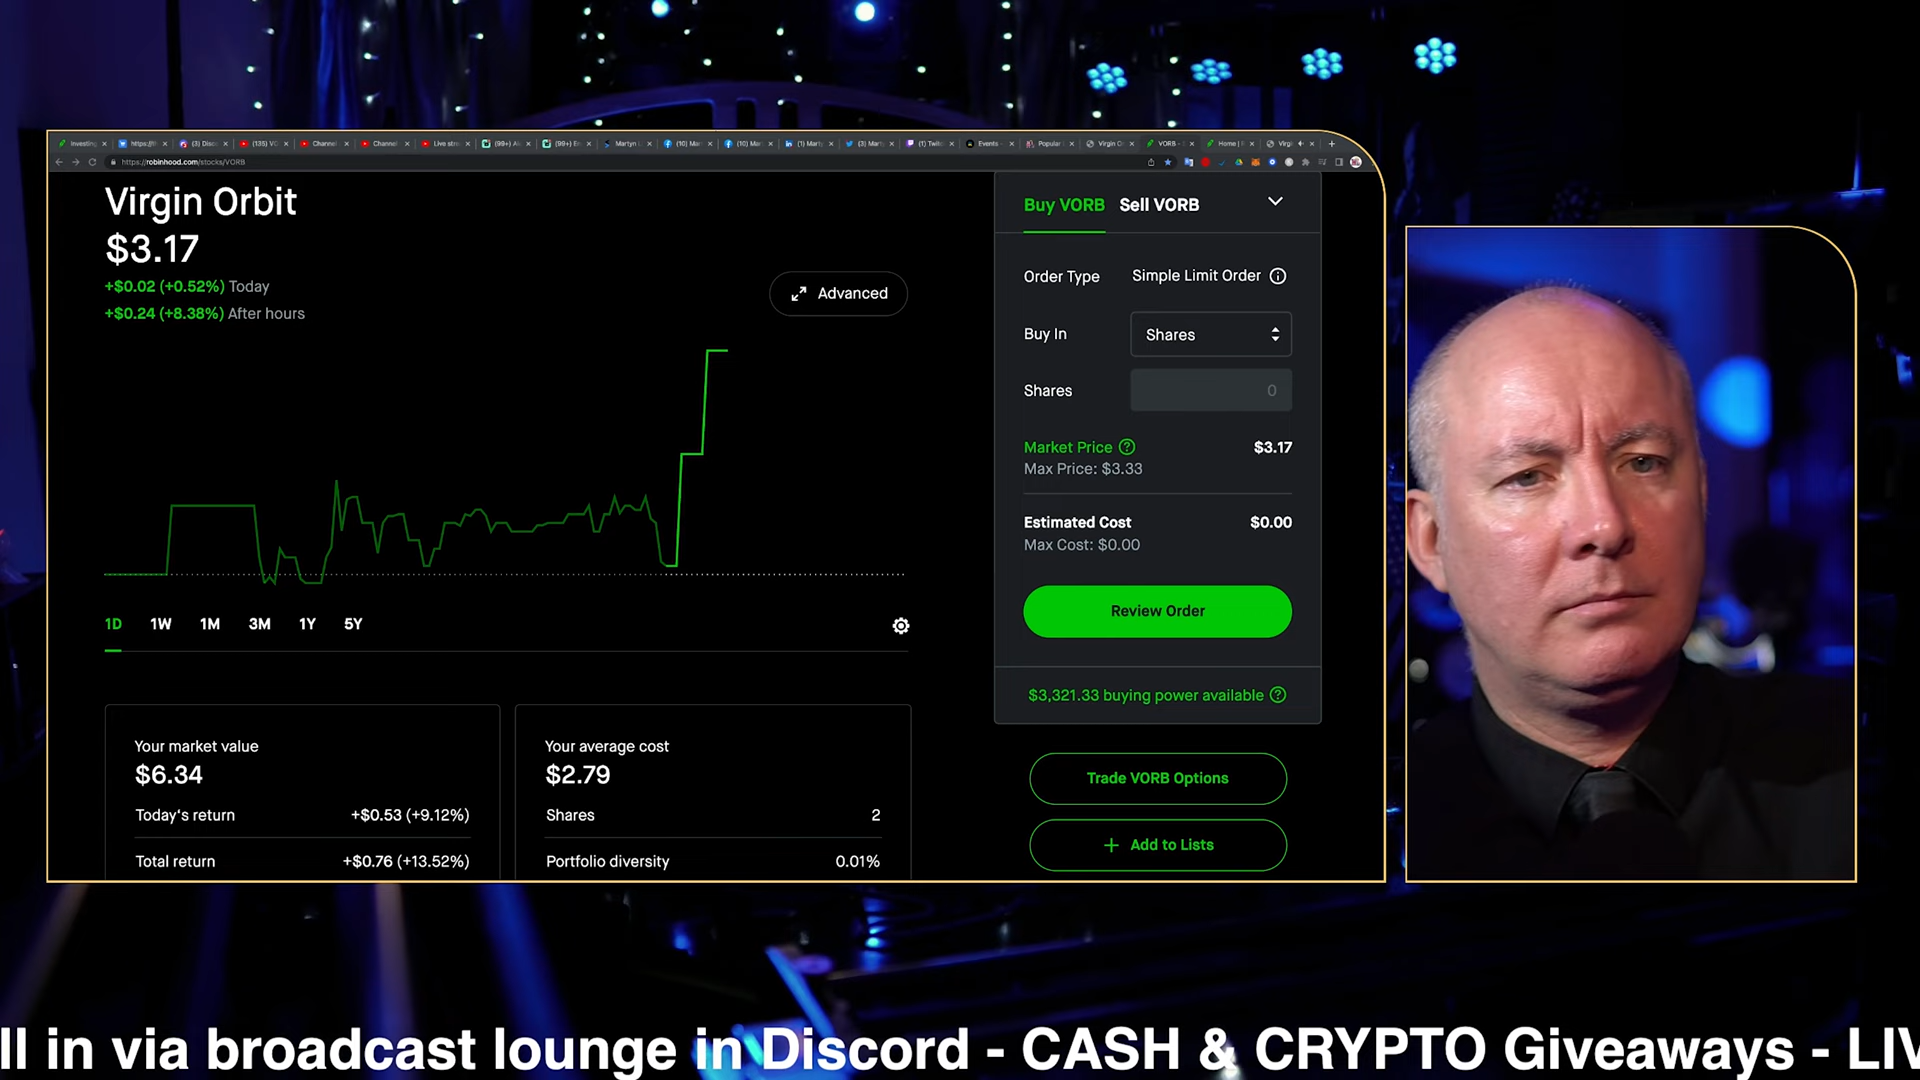 https://robinhood.com/stocks/VORB
Virgin Orbit
$3.17
+$0.02 (+0.52%) Today
+$0.24 (+8.38%) After hours
Advanced
1D 1W 1M 3M 1Y 5Y
Your market value
$6.34
Today's return +$0.53 (+9.12%)
Total return +$0.76 (+13.52%)
Your average cost
$2.79
Shares 2
Portfolio diversity 0.01%
Buy VORB Sell VORB
Order Type Simple Limit Order
Buy In Shares
Shares 0
Market Price $3.17
Max Price: $3.33
Estimated Cost $0.00
Max Cost: $0.00
Review Order
$3,321.33 buying power available
Trade VORB Options
+ Add to Lists
ll in via broadcast lounge in Discord - CASH & CRYPTO Giveaways - LIV